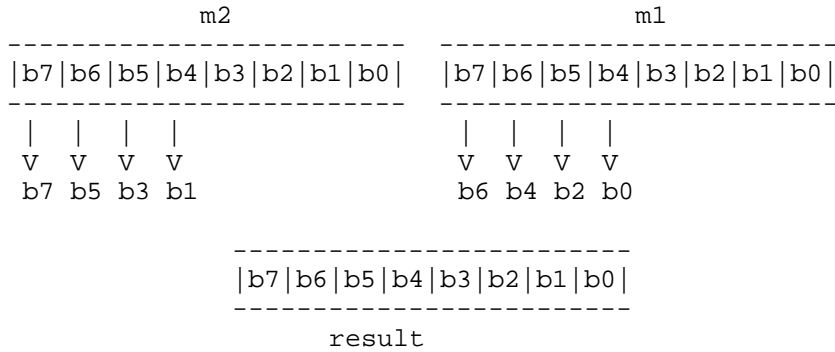 m2 m1
-------------------------- --------------------------
|b7|b6|b5|b4|b3|b2|b1|b0| |b7|b6|b5|b4|b3|b2|b1|b0|
-------------------------- --------------------------
| | | | | | | |
V V V V V V V V
b7 b5 b3 b1 b6 b4 b2 b0
--------------------------
|b7|b6|b5|b4|b3|b2|b1|b0|
--------------------------
result